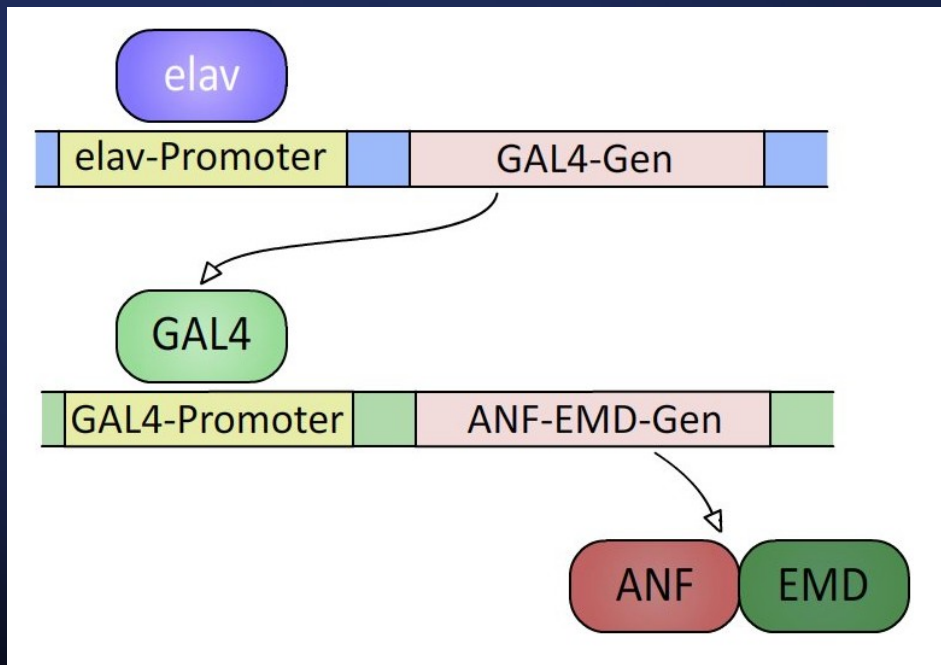 elav
elav-Promoter GAL4-Gen
GAL4
GAL4-Promoter ANF-EMD-Gen
ANF EMD